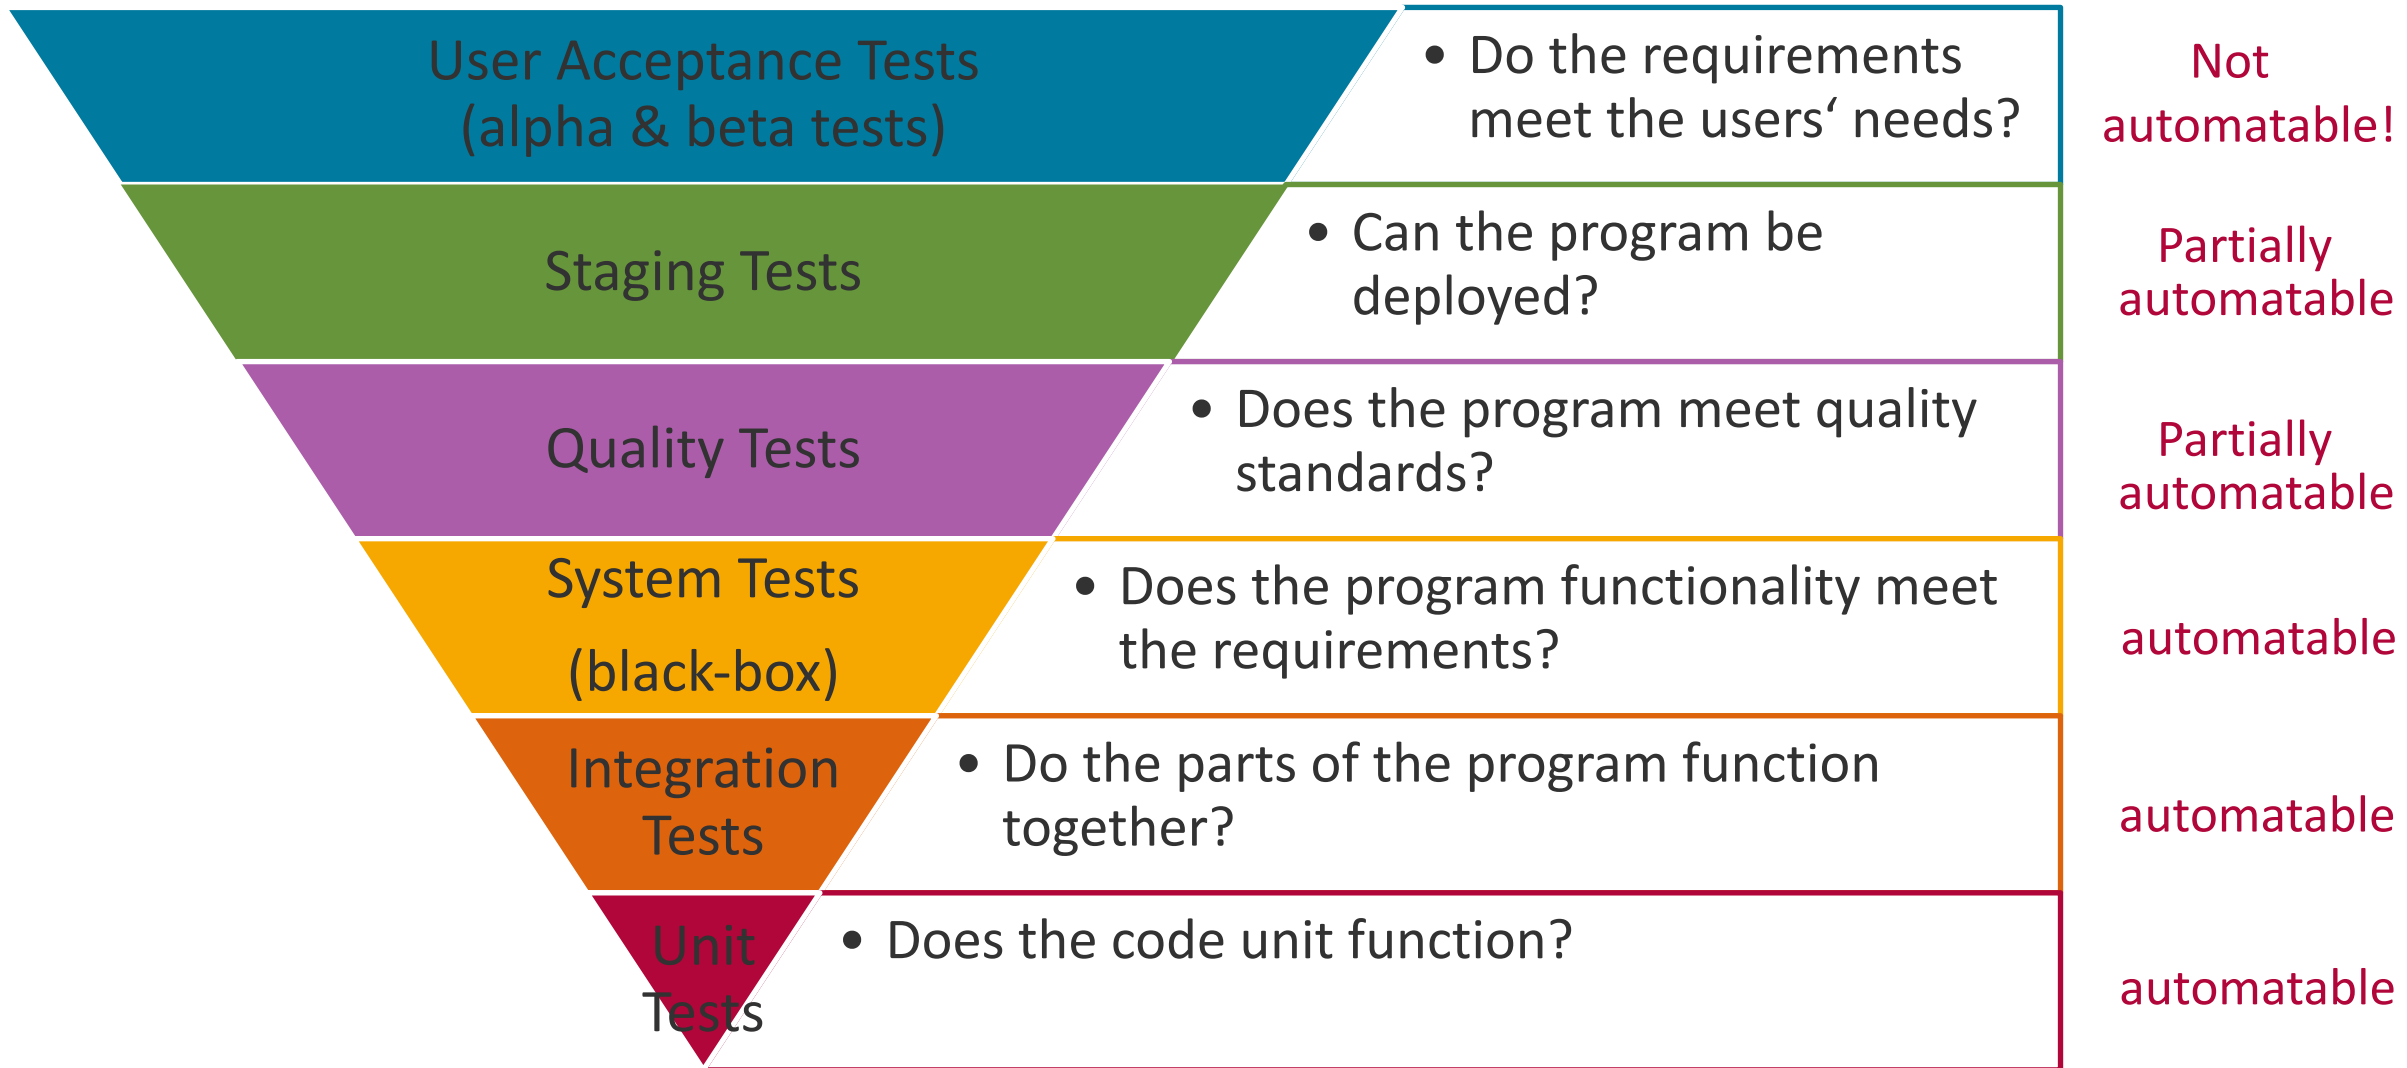 User Acceptance Tests
(alpha & beta tests)
• Do the requirements
meet the users‘ needs?
Not
automatable!
Staging Tests
• Can the program be
deployed?
Partially
automatable
Quality Tests
• Does the program meet quality
standards?
Partially
automatable
System Tests
(black-box)
• Does the program functionality meet
the requirements?
automatable
Integration
Tests
• Do the parts of the program function
together?
automatable
Unit
Tests
• Does the code unit function?
automatable